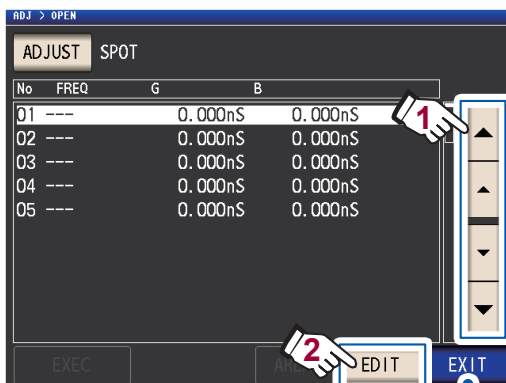 ADJ > OPEN
ADJUST SPOT
No FREQ G B
01 --- 0.000nS 0.000nS
02 --- 0.000nS 0.000nS
03 --- 0.000nS 0.000nS
04 --- 0.000nS 0.000nS
05 --- 0.000nS 0.000nS
1
2
EXEC EDIT EXIT